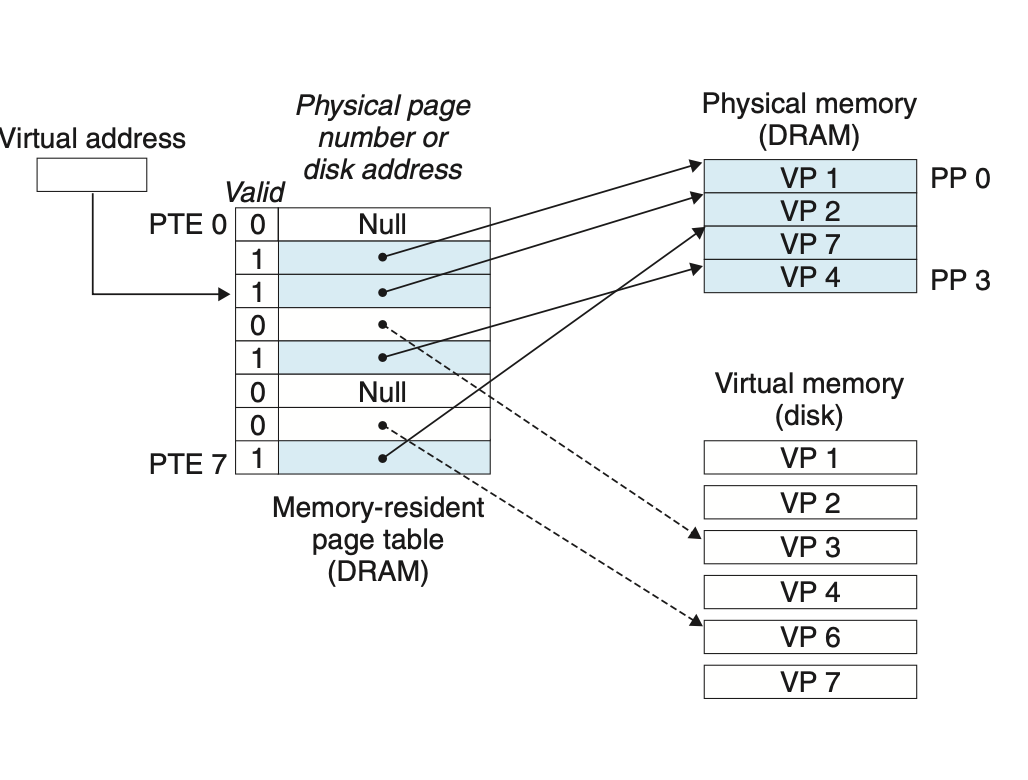 Virtual address
Physical page
number or
disk address
Valid
PTE 0
0
Null
1
1
0
1
0
Null
0
PTE 7
1
Memory-resident
page table
(DRAM)
Physical memory
(DRAM)
VP 1
PP 0
VP 2
VP 7
VP 4
PP 3
Virtual memory
(disk)
VP 1
VP 2
VP 3
VP 4
VP 6
VP 7